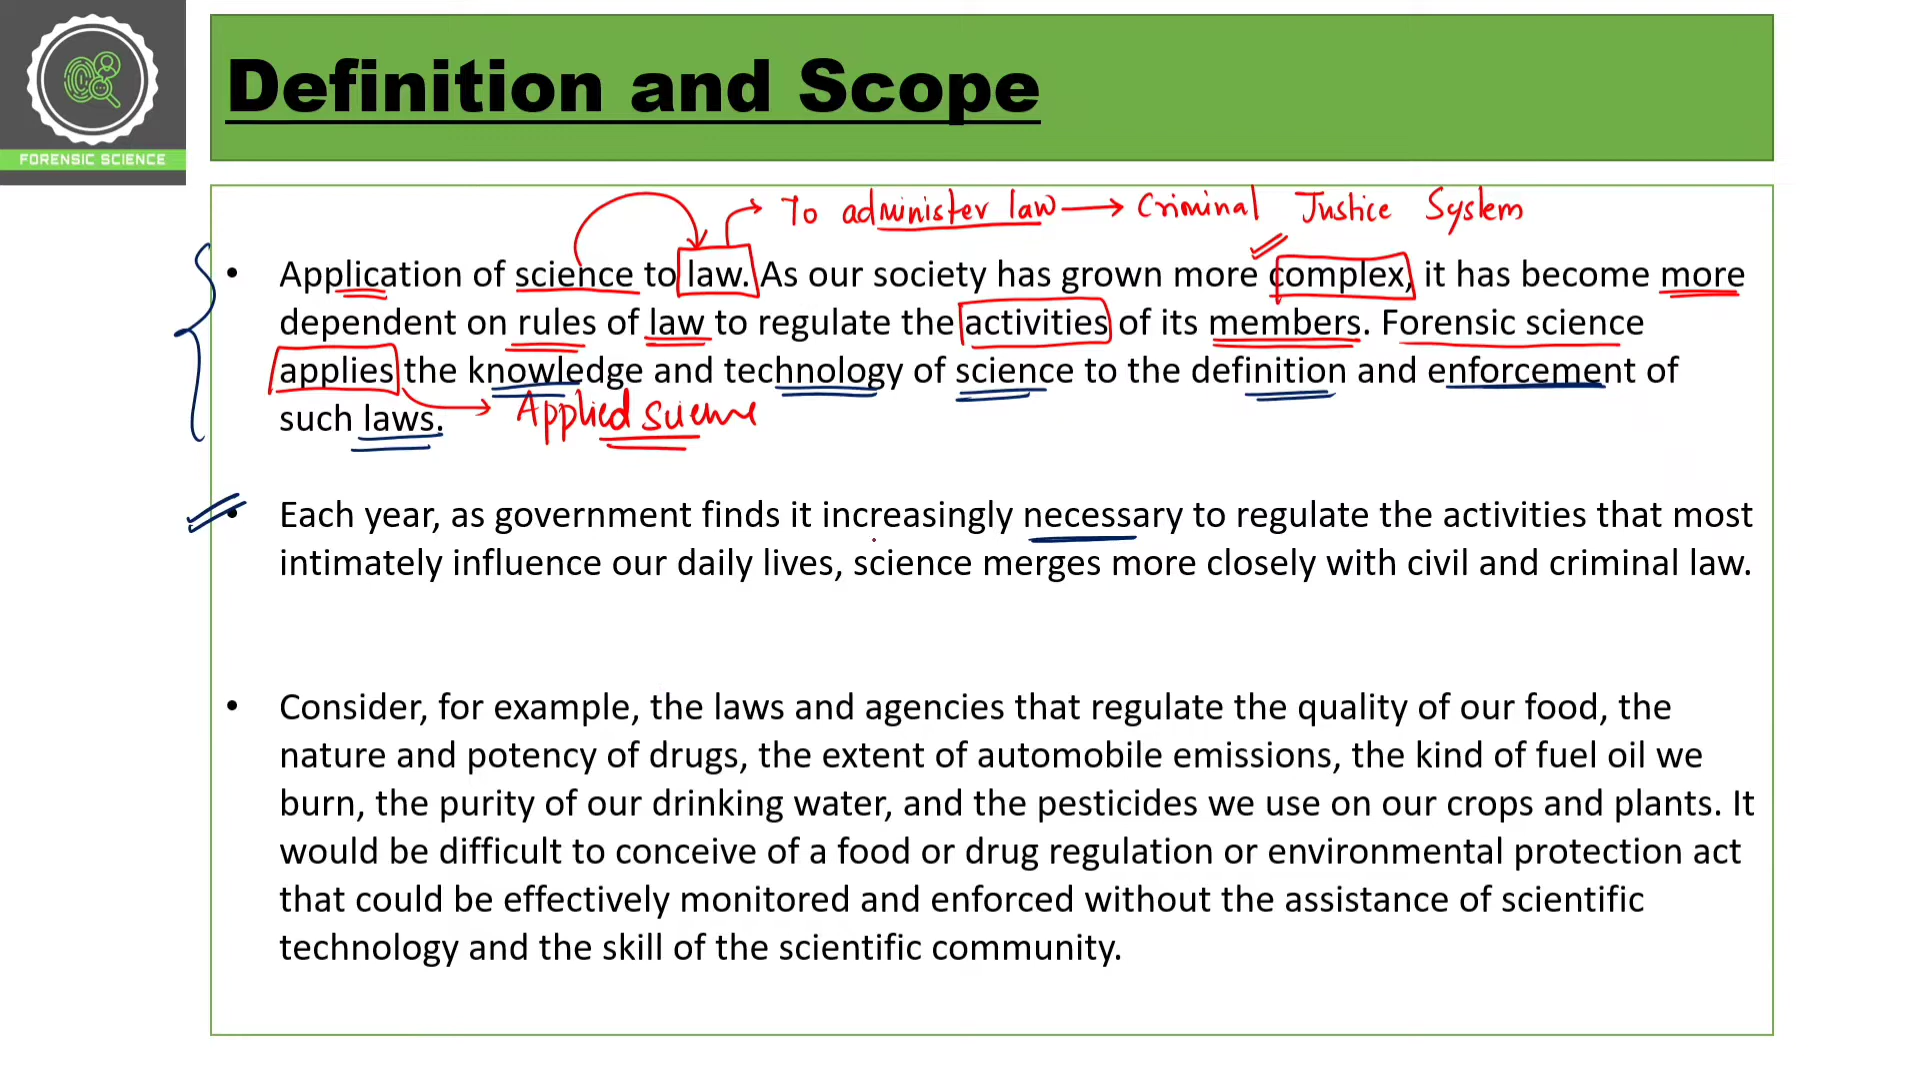 FORENSIC SCIENCE
Definition and Scope
To administer law → Criminal Justice System
• Application of science to law. As our society has grown more complex, it has become more
dependent on rules of law to regulate the activities of its members. Forensic science
applies the knowledge and technology of science to the definition and enforcement of
such laws.
Applied science
• Each year, as government finds it increasingly necessary to regulate the activities that most
intimately influence our daily lives, science merges more closely with civil and criminal law.
• Consider, for example, the laws and agencies that regulate the quality of our food, the
nature and potency of drugs, the extent of automobile emissions, the kind of fuel oil we
burn, the purity of our drinking water, and the pesticides we use on our crops and plants. It
would be difficult to conceive of a food or drug regulation or environmental protection act
that could be effectively monitored and enforced without the assistance of scientific
technology and the skill of the scientific community.